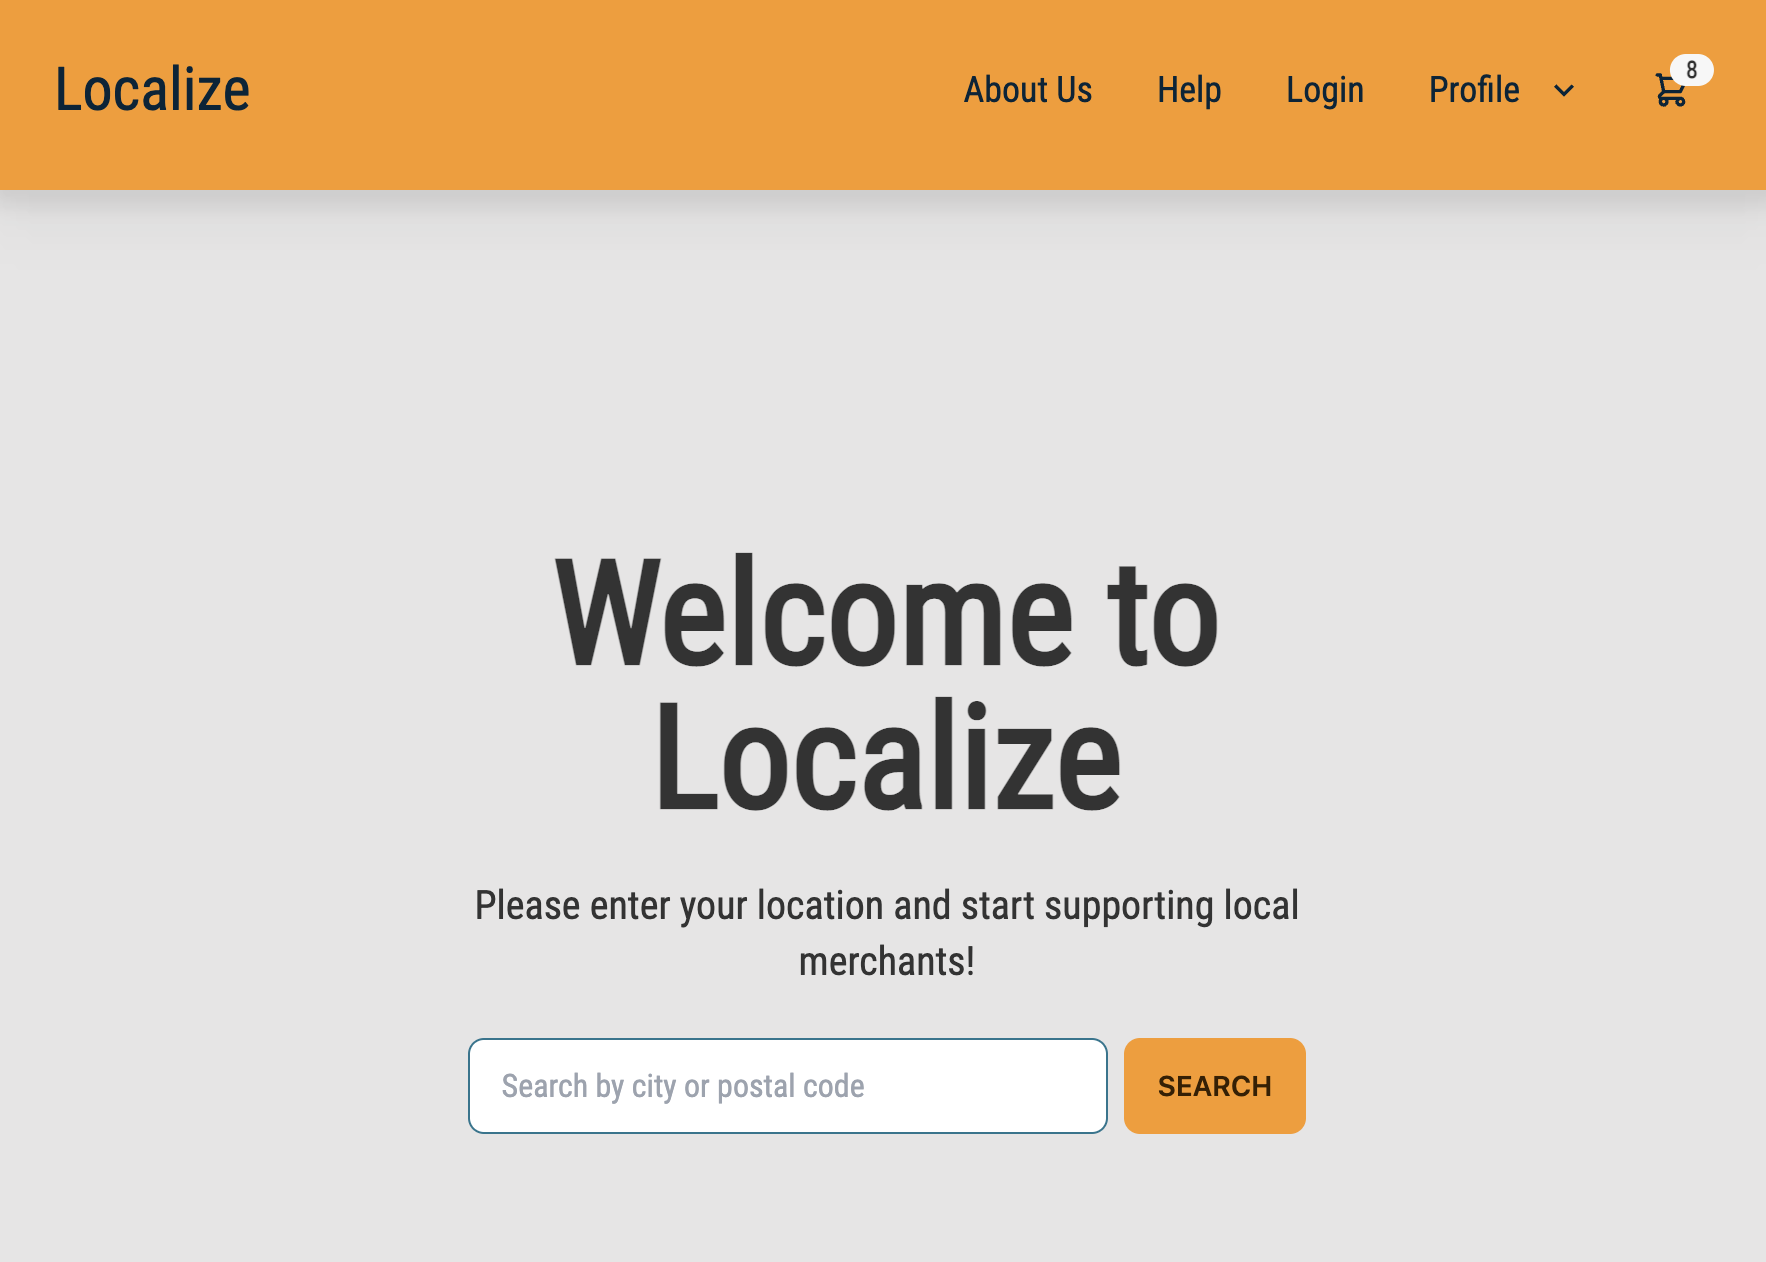 Localize
About Us
Help
Login
Profile
8
Welcome to
Localize
Please enter your location and start supporting local
merchants!
Search by city or postal code
SEARCH